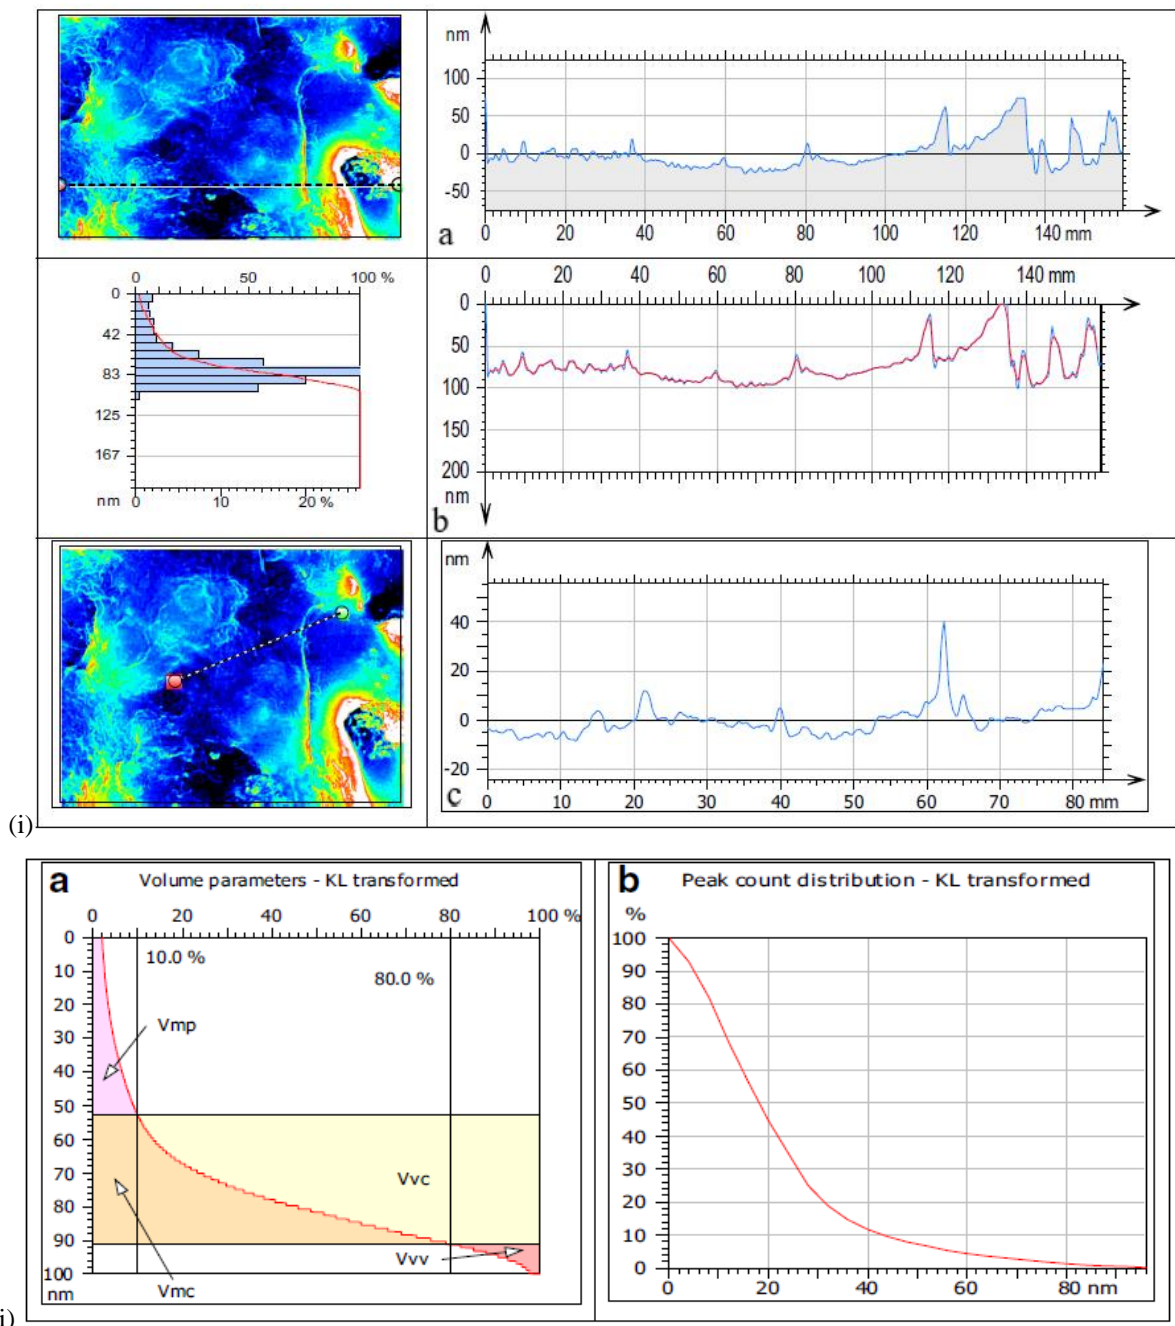 nm
100
50
0
-50
a
0 20 40 60 80 100 120 140 mm
0 50 100 %
0
42
83
125
167
nm 0 10 20 %
0 20 40 60 80 100 120 140 mm
0
50
100
150
200
nm
b
nm
40
20
0
-20
c
0 10 20 30 40 50 60 70 80 mm
(i)
a Volume parameters - KL transformed
0 20 40 60 80 100 %
0
10
20
30
40
50
60
70
80
90
100
nm
10.0 %
80.0 %
Vmp
Vvc
Vvv
Vmc
b Peak count distribution - KL transformed
%
100
90
80
70
60
50
40
30
20
10
0
0 20 40 60 80 nm
i)